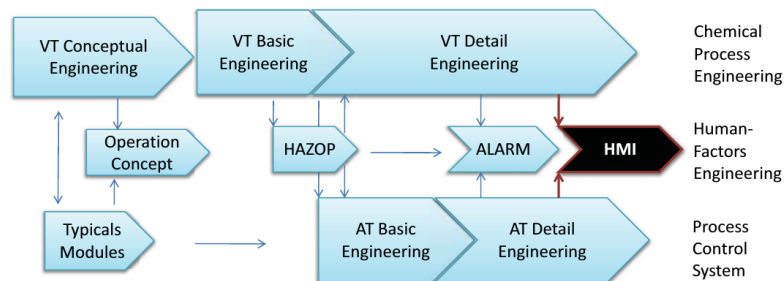 VT Conceptual
Engineering
VT Basic
Engineering
VT Detail
Engineering
Chemical
Process
Engineering
Operation
Concept
HAZOP
ALARM
HMI
Human-
Factors
Engineering
Typicals
Modules
AT Basic
Engineering
AT Detail
Engineering
Process
Control
System